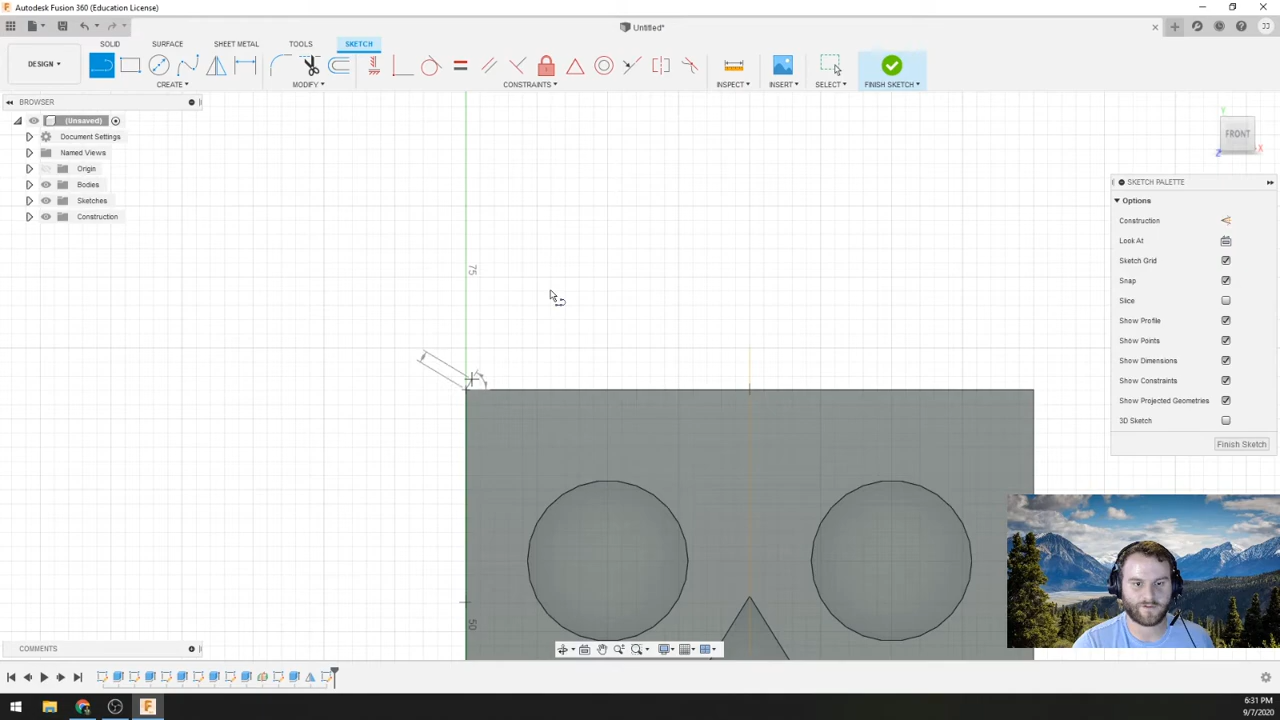 Autodesk Fusion 360 (Education License)
Untitled*
JJ
DESIGN
SOLID
SURFACE
SHEET METAL
TOOLS
SKETCH
CREATE
MODIFY
CONSTRAINTS
INSPECT
INSERT
SELECT
FINISH SKETCH
BROWSER
(Unsaved)
Document Settings
Named Views
Origin
Bodies
Sketches
Construction
Y
FRONT
X
Z
SKETCH PALETTE
Options
Construction
Look At
Sketch Grid
Snap
Slice
Show Profile
Show Points
Show Dimensions
Show Constraints
Show Projected Geometries
3D Sketch
Finish Sketch
75
50
COMMENTS
6:31 PM
9/7/2020